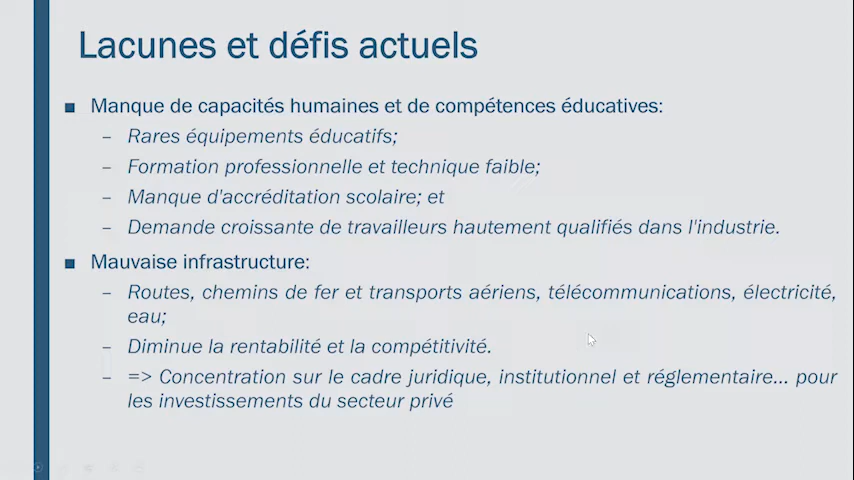 Lacunes et défis actuels
■ Manque de capacités humaines et de compétences éducatives:
– Rares équipements éducatifs;
– Formation professionnelle et technique faible;
– Manque d'accréditation scolaire; et
– Demande croissante de travailleurs hautement qualifiés dans l'industrie.
■ Mauvaise infrastructure:
– Routes, chemins de fer et transports aériens, télécommunications, électricité,
eau;
– Diminue la rentabilité et la compétitivité.
– => Concentration sur le cadre juridique, institutionnel et réglementaire... pour
les investissements du secteur privé